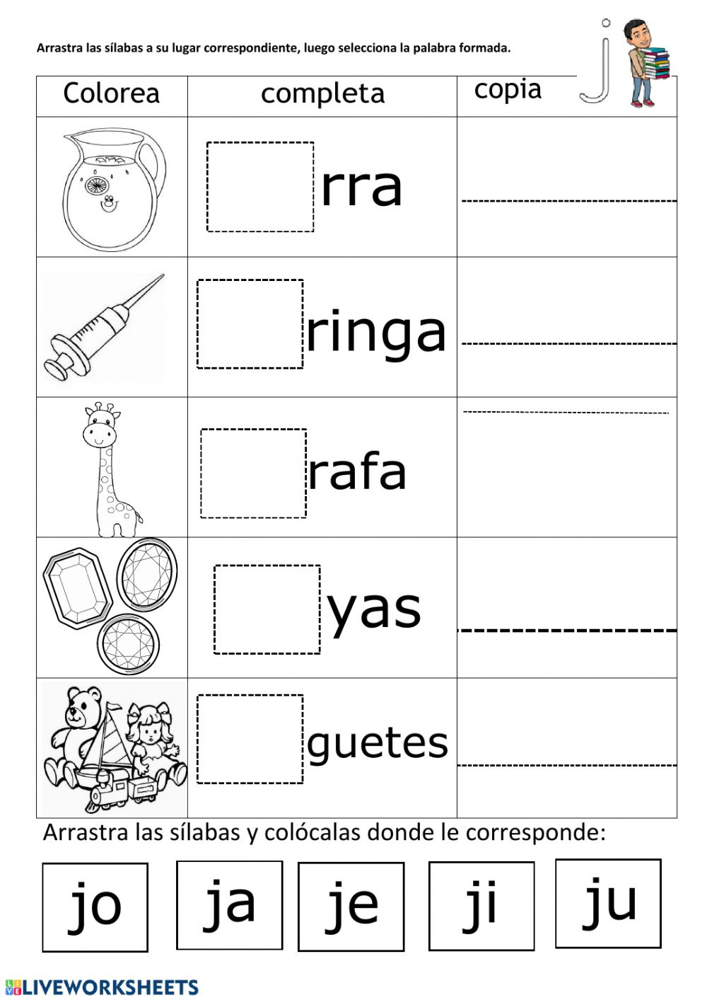 Arrastra las sílabas a su lugar correspondiente, luego selecciona la palabra formada.
j
Colorea completa copia
rra
ringa
rafa
yas
guetes
Arrastra las sílabas y colócalas donde le corresponde:
jo ja je ji ju
LIVE LIVEWORKSHEETS